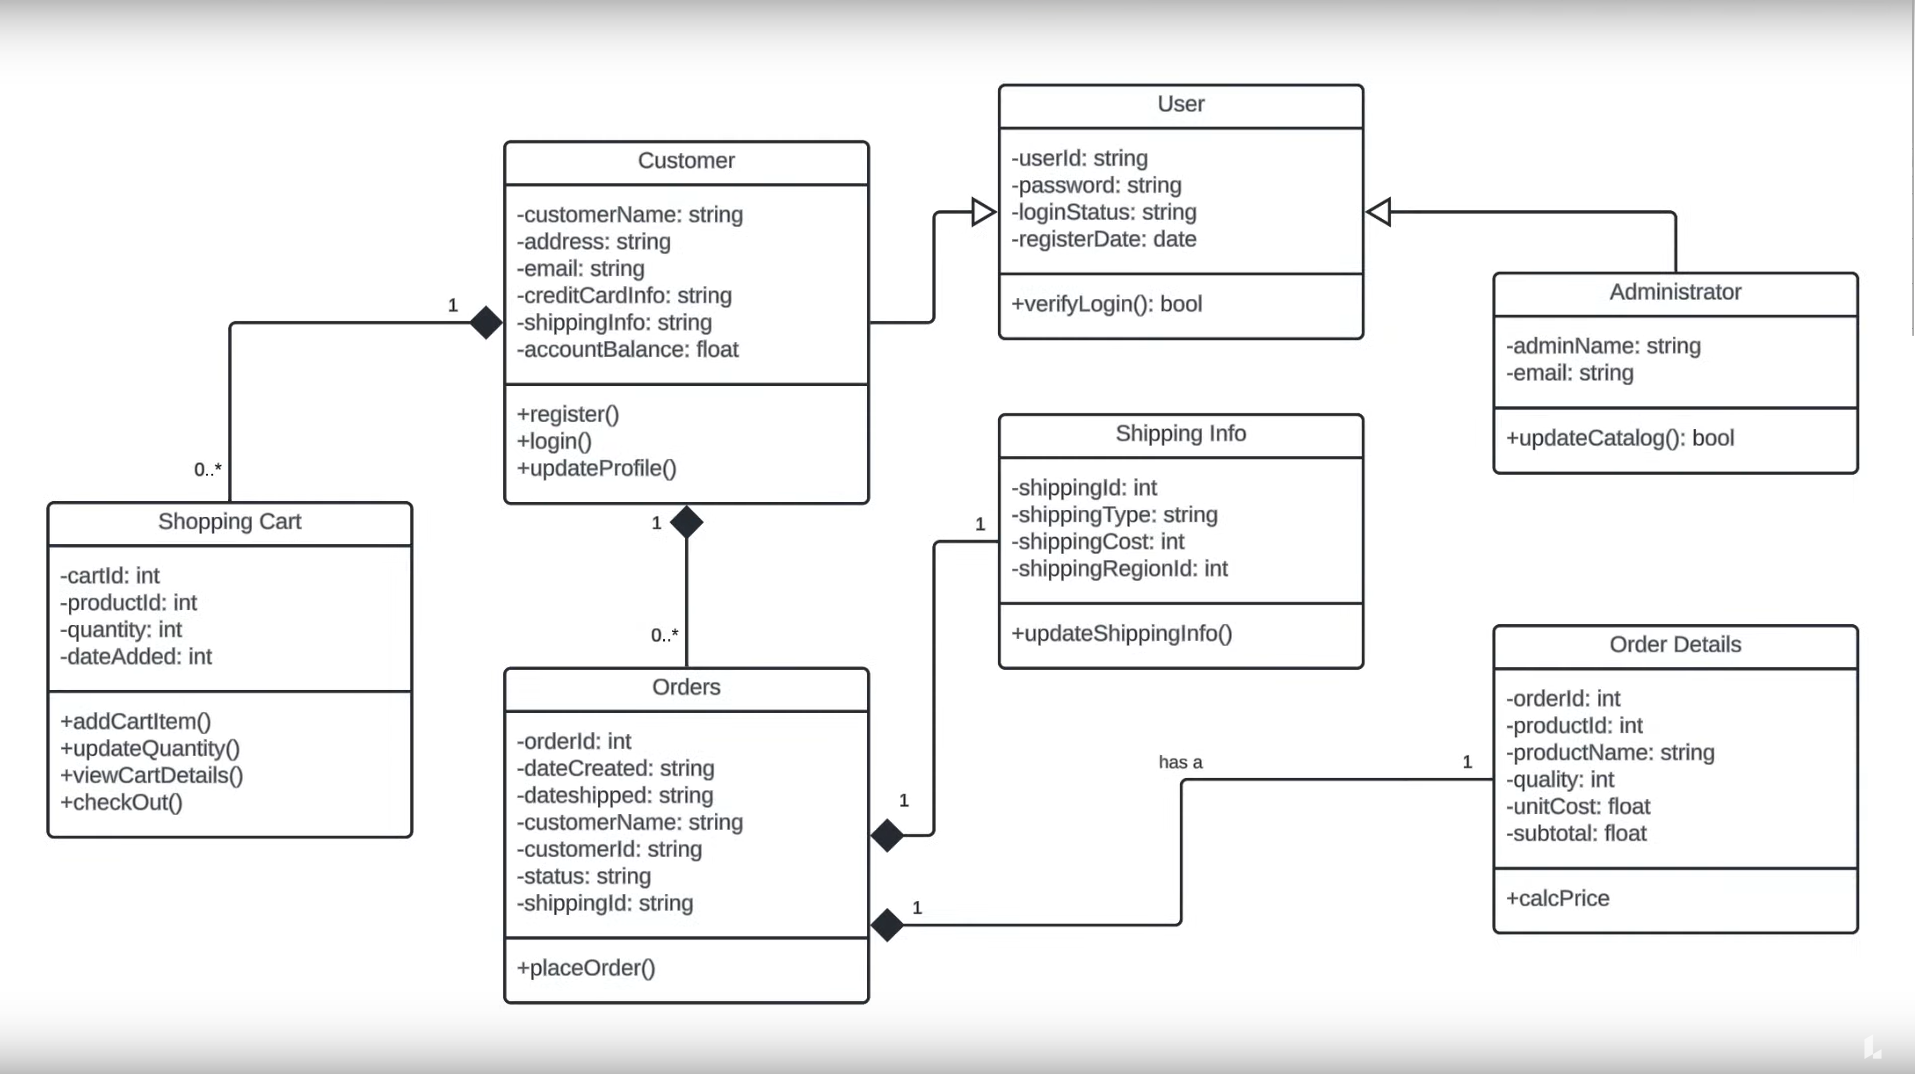 User
-userId: string
-password: string
-loginStatus: string
-registerDate: date
+verifyLogin(): bool
Customer
-customerName: string
-address: string
-email: string
-creditCardInfo: string
-shippingInfo: string
-accountBalance: float
+register()
+login()
+updateProfile()
Administrator
-adminName: string
-email: string
+updateCatalog(): bool
1
0..*
Shopping Cart
-cartId: int
-productId: int
-quantity: int
-dateAdded: int
+addCartItem()
+updateQuantity()
+viewCartDetails()
+checkOut()
1
0..*
Shipping Info
-shippingId: int
-shippingType: string
-shippingCost: int
-shippingRegionId: int
+updateShippingInfo()
1
1
Orders
-orderId: int
-dateCreated: string
-dateshipped: string
-customerName: string
-customerId: string
-status: string
-shippingId: string
+placeOrder()
1
has a
1
Order Details
-orderId: int
-productId: int
-productName: string
-quality: int
-unitCost: float
-subtotal: float
+calcPrice